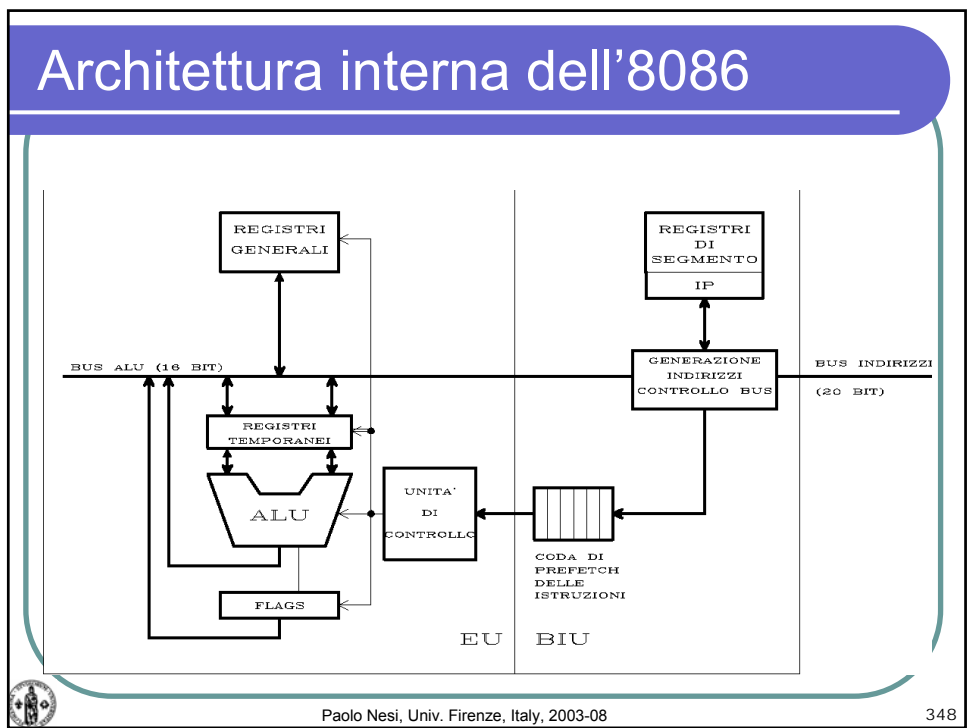 Architettura interna dell'8086
REGISTRI
GENERALI
REGISTRI
DI
SEGMENTO
IP
BUS ALU (16 BIT)
GENERAZIONE
INDIRIZZI
CONTROLLO BUS
BUS INDIRIZZI
(20 BIT)
REGISTRI
TEMPORANEI
ALU
UNITA'
DI
CONTROLLO
CODA DI
PREFETCH
DELLE
ISTRUZIONI
FLAGS
EU
BIU
Paolo Nesi, Univ. Firenze, Italy, 2003-08
348